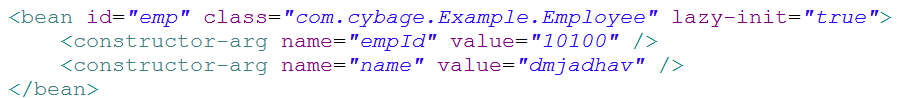 <bean id="emp" class="com.cybage.Example.Employee" lazy-init="true">
    <constructor-arg name="empId" value="10100" />
    <constructor-arg name="name" value="dmjadhav" />
</bean>